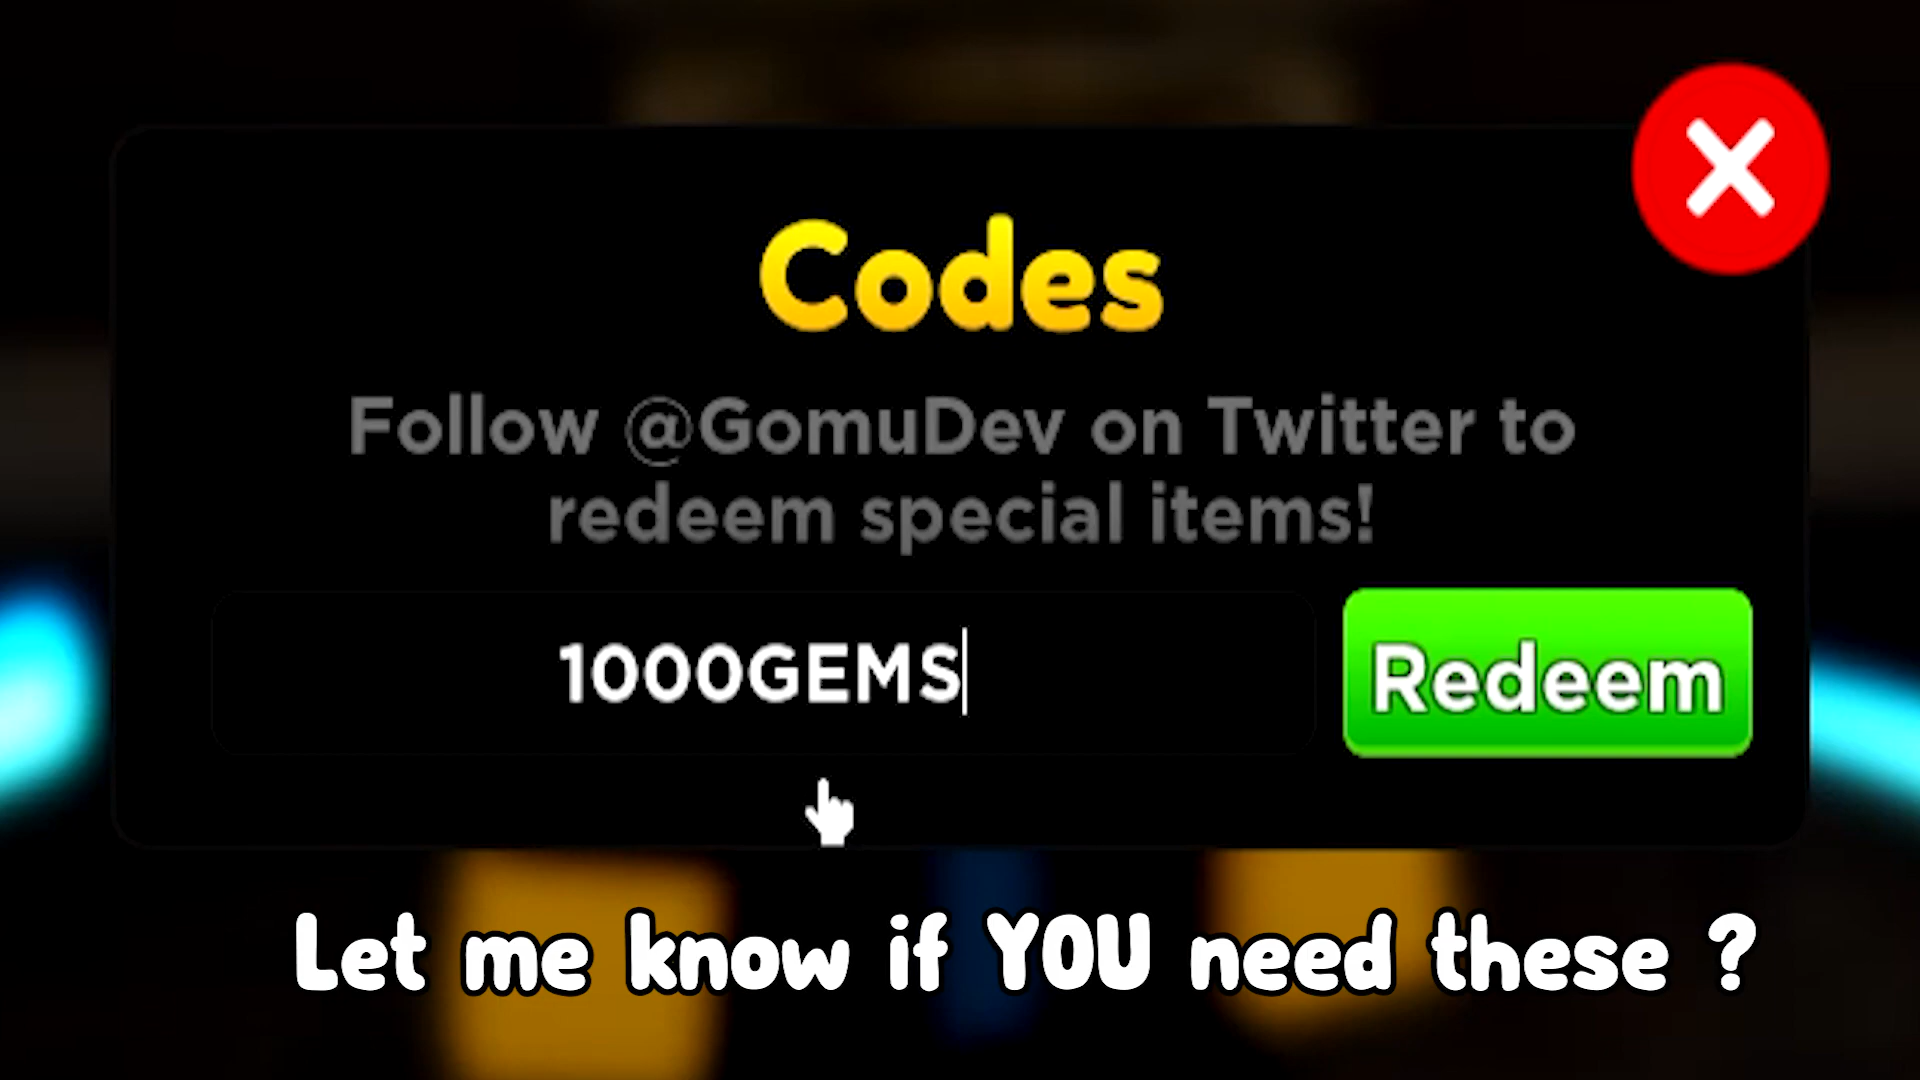 Codes
Follow @GomuDev on Twitter to
redeem special items!
1000GEMS
Redeem
Let me know if YOU need these ?